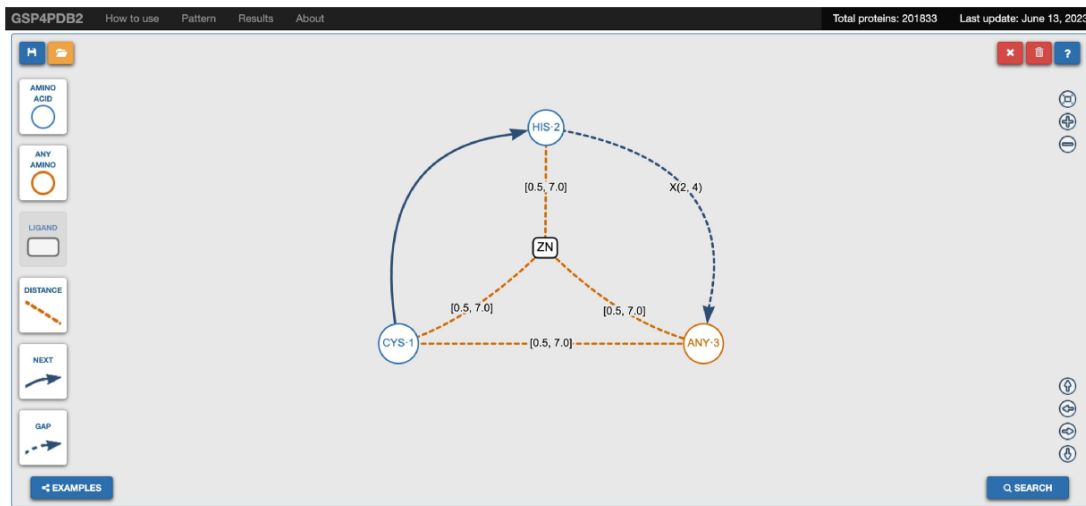 GSP4PDB2 How to use Pattern Results About Total proteins: 201833 Last update: June 13, 2023
?
AMINO
ACID
ANY
AMINO
LIGAND
DISTANCE
NEXT
GAP
HIS-2
[0.5, 7.0]
X(2, 4)
ZN
[0.5, 7.0]
[0.5, 7.0]
CYS-1
[0.5, 7.0]
ANY-3
EXAMPLES
SEARCH